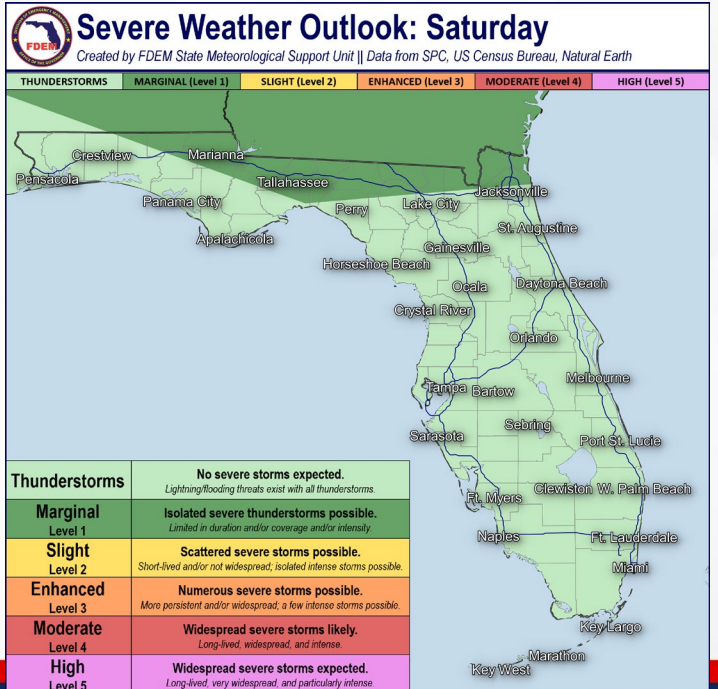 Severe Weather Outlook: Saturday
Created by FDEM State Meteorological Support Unit || Data from SPC, US Census Bureau, Natural Earth
FDEM
THUNDERSTORMS
MARGINAL (Level 1)
SLIGHT (Level 2)
ENHANCED (Level 3)
MODERATE (Level 4)
HIGH (Level 5)
Crestview
Marianna
Pensacola
Tallahassee
Jacksonville
Panama City
Perry
Lake City
St. Augustine
Apalachicola
Gainesville
Horseshoe Beach
Ocala
Daytona Beach
Crystal River
Orlando
Melbourne
Tampa
Bartow
Sebring
Sarasota
Port St. Lucie
Ft. Myers
Clewiston
W. Palm Beach
Naples
Ft. Lauderdale
Miami
Key Largo
Marathon
Key West
Thunderstorms
No severe storms expected.
Lightning/flooding threats exist with all thunderstorms.
Marginal
Level 1
Isolated severe thunderstorms possible.
Limited in duration and/or coverage and/or intensity.
Slight
Level 2
Scattered severe storms possible.
Short-lived and/or not widespread; isolated intense storms possible.
Enhanced
Level 3
Numerous severe storms possible.
More persistent and/or widespread; a few intense storms possible.
Moderate
Level 4
Widespread severe storms likely.
Long-lived, widespread, and intense.
High
Level 5
Widespread severe storms expected.
Long-lived, very widespread, and particularly intense